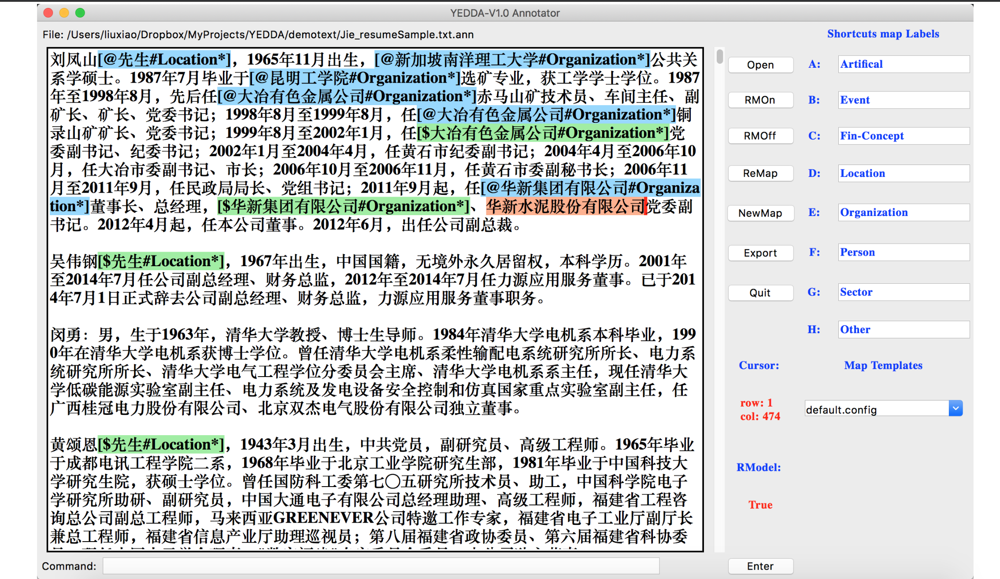 YEDDA-V1.0 Annotator
File: /Users/liuxiao/Dropbox/MyProjects/YEDDA/demotext/Jie_resumeSample.txt.ann
刘凤山[@先生#Location*]，1965年11月出生，[@新加坡南洋理工大学#Organization*]公共关
系学硕士。1987年7月毕业于[@昆明工学院#Organization*]选矿专业，获工学学士学位。1987
年至1998年8月，先后任[@大冶有色金属公司#Organization*]赤马山矿技术员、车间主任、副
矿长、矿长、党委书记；1998年8月至1999年8月，任[@大冶有色金属公司#Organization*]铜
录山矿矿长、党委书记；1999年8月至2002年1月，任[$大冶有色金属公司#Organization*]党
委副书记、纪委书记；2002年1月至2004年4月，任黄石市纪委副书记；2004年4月至2006年10
月，任大冶市委副书记、市长；2006年10月至2006年11月，任黄石市委副秘书长；2006年11
月至2011年9月，任民政局局长、党组书记；2011年9月起，任[@华新集团有限公司#Organiza
tion*]董事长、总经理，[$华新集团有限公司#Organization*]、华新水泥股份有限公司党委副
书记。2012年4月起，任本公司董事。2012年6月，出任公司副总裁。
吴伟钢[$先生#Location*]，1967年出生，中国国籍，无境外永久居留权，本科学历。2001年
至2014年7月任公司副总经理、财务总监，2012年至2014年7月任力源应用服务董事。已于201
4年7月1日正式辞去公司副总经理、财务总监，力源应用服务董事职务。
闵勇：男，生于1963年，清华大学教授、博士生导师。1984年清华大学电机系本科毕业，199
0年在清华大学电机系获博士学位。曾任清华大学电机系柔性输配电系统研究所所长、电力系
统研究所所长、清华大学电气工程学位分委员会主席、清华大学电机系系主任，现任清华大
学低碳能源实验室副主任、电力系统及发电设备安全控制和仿真国家重点实验室副主任，任
广西桂冠电力股份有限公司、北京双杰电气股份有限公司独立董事。
黄颂恩[$先生#Location*]，1943年3月出生，中共党员，副研究员、高级工程师。1965年毕业
于成都电讯工程学院二系，1968年毕业于北京工业学院研究生部，1981年毕业于中国科技大
学研究生院，获硕士学位。曾任国防科工委第七〇五研究所技术员、助工，中国科学院电子
学研究所助研、副研究员，中国大通电子有限公司总经理助理、高级工程师，福建省工程咨
询总公司副总工程师，马来西亚GREENEVER公司特邀工作专家，福建省电子工业厅副厅长
兼总工程师，福建省信息产业厅助理巡视员；第八届福建省政协委员、第六届福建省科协委
Command:
Shortcuts map Labels
Open
A: Artifical
RMOn
B: Event
RMOff
C: Fin-Concept
ReMap
D: Location
NewMap
E: Organization
Export
F: Person
Quit
G: Sector
H: Other
Cursor:
Map Templates
row: 1
col: 474
default.config
RModel:
True
Enter